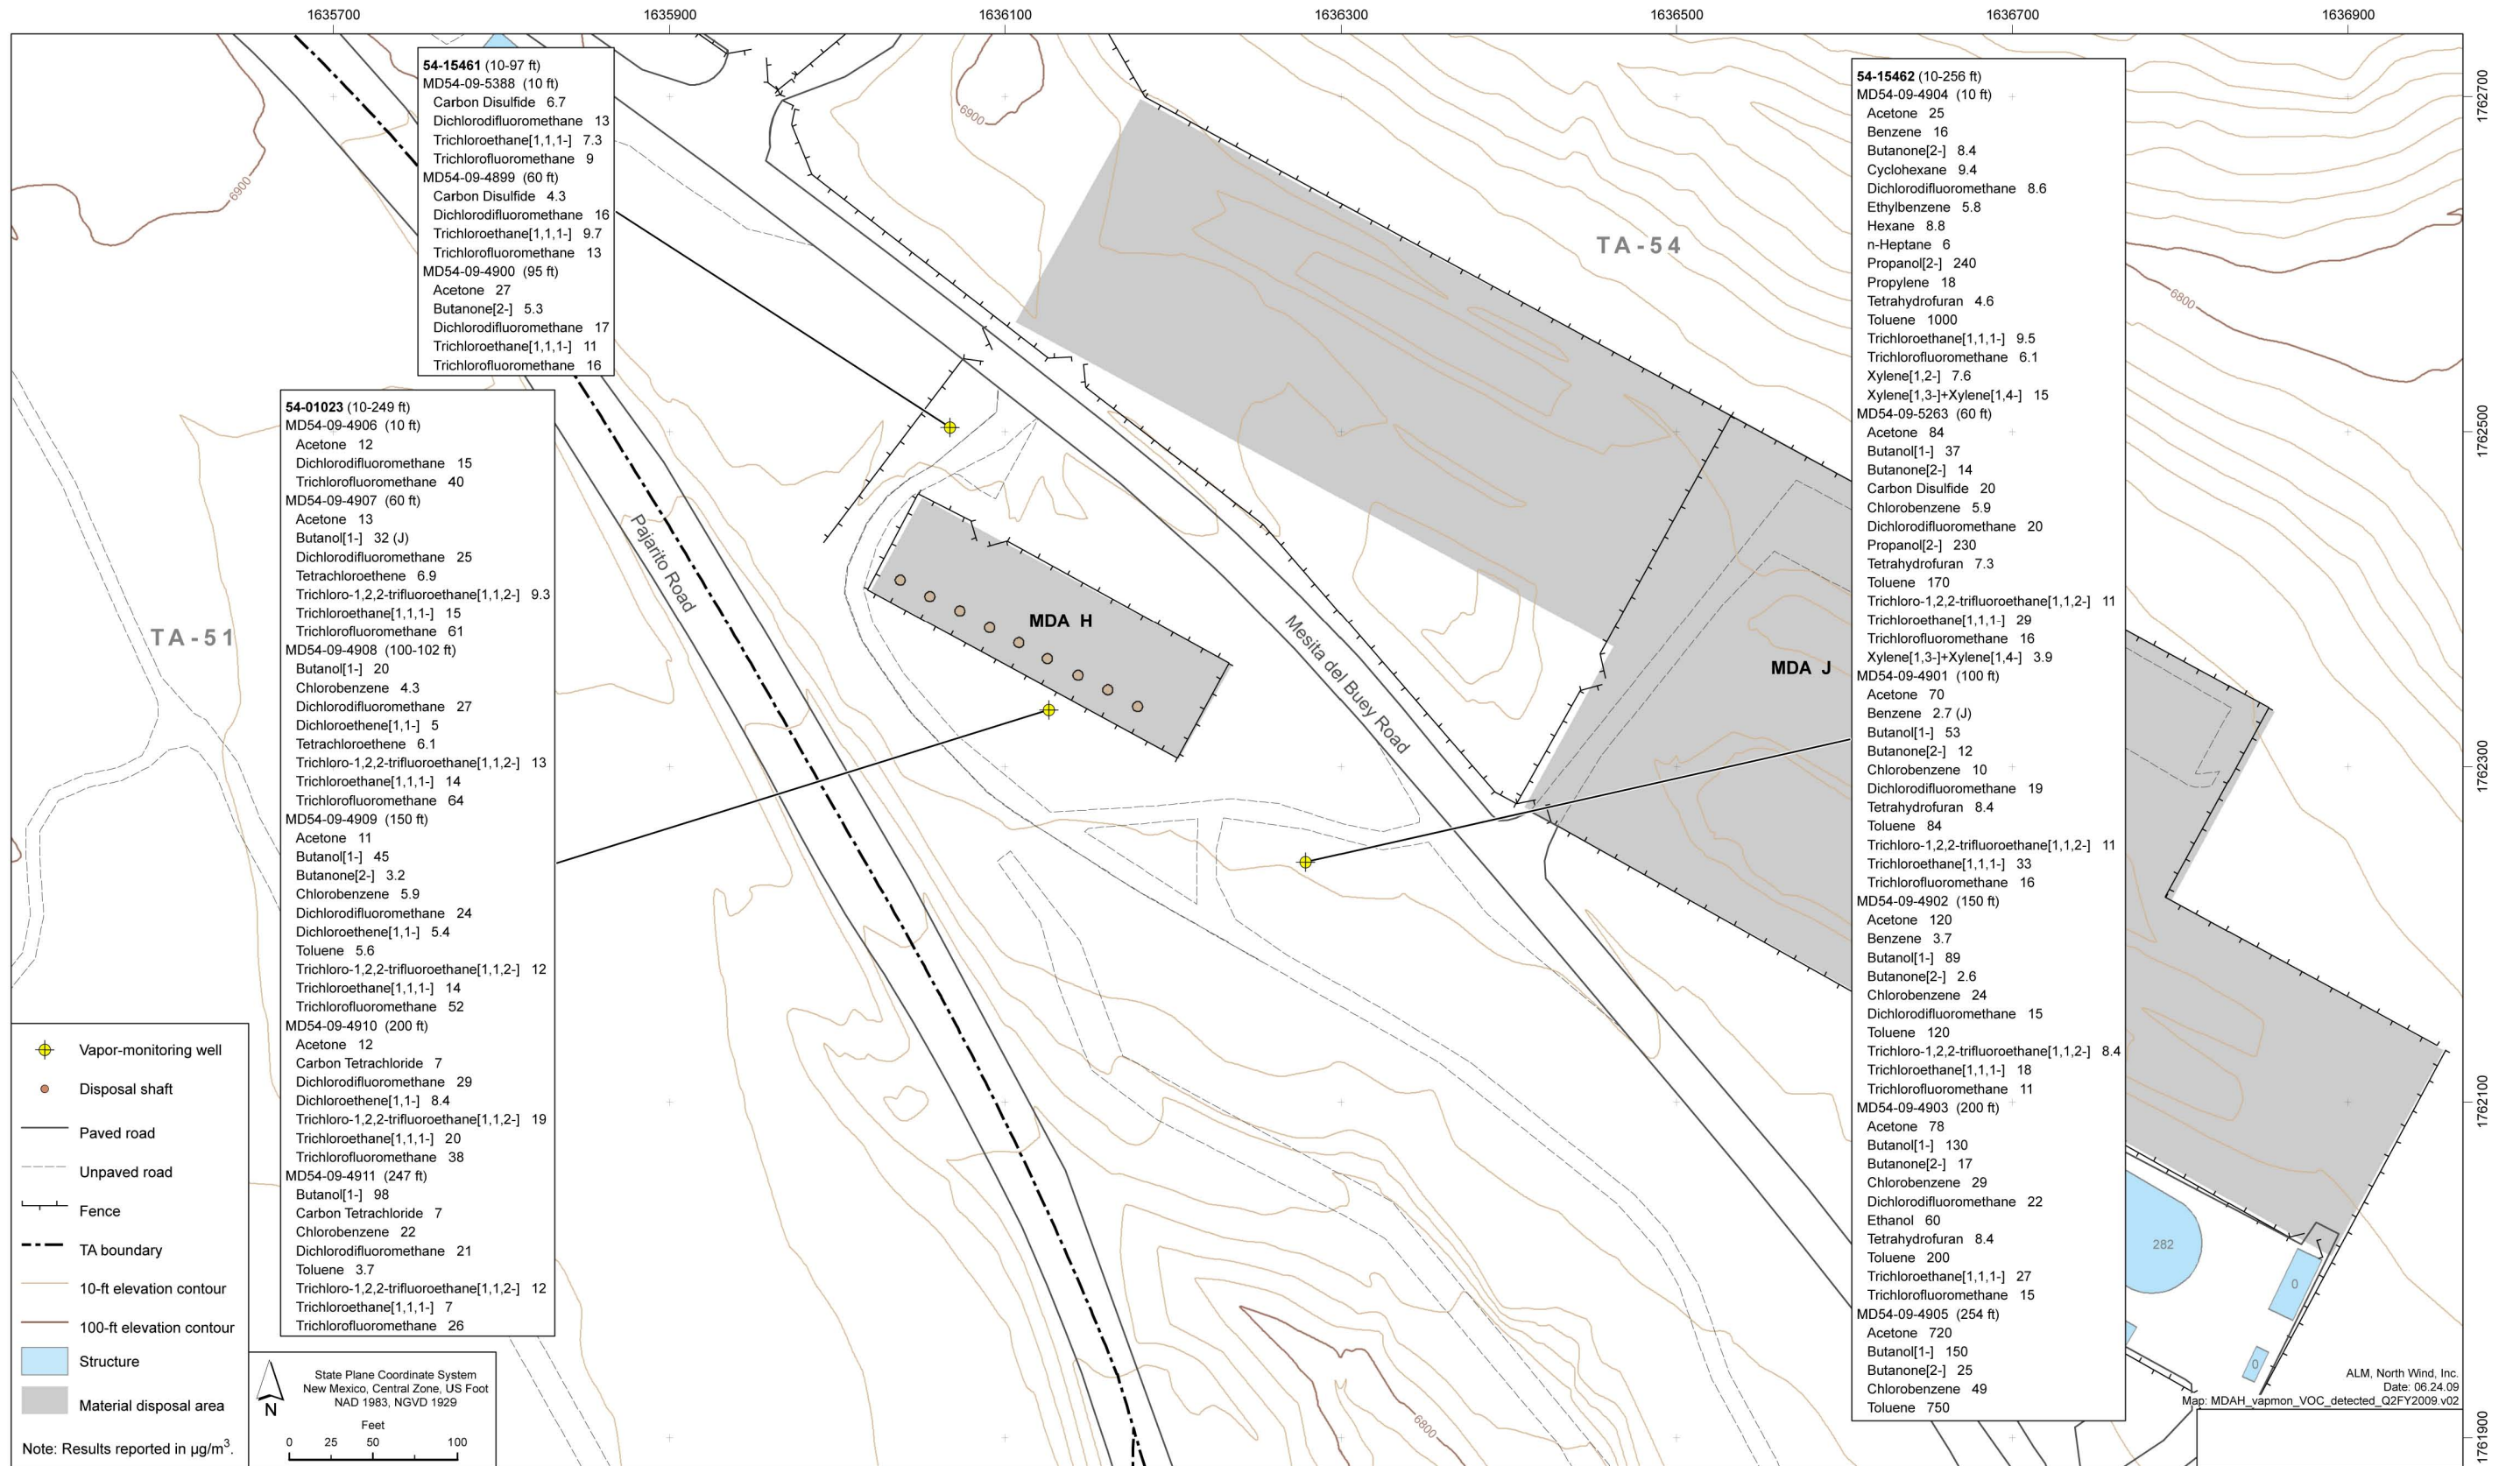 1635700 1635900 1636100 1636300 1636500 1636700 1636900
54-15461 (10-97 ft)
MD54-09-5388 (10 ft)
Carbon Disulfide 6.7
Dichlorodifluoromethane 13
Trichloroethane[1,1,1-] 7.3
Trichlorofluoromethane 9
MD54-09-4899 (60 ft)
Carbon Disulfide 4.3
Dichlorodifluoromethane 16
Trichloroethane[1,1,1-] 9.7
Trichlorofluoromethane 13
MD54-09-4900 (95 ft)
Acetone 27
Butanone[2-] 5.3
Dichlorodifluoromethane 17
Trichloroethane[1,1,1-] 11
Trichlorofluoromethane 16
54-01023 (10-249 ft)
MD54-09-4906 (10 ft)
Acetone 12
Dichlorodifluoromethane 15
Trichlorofluoromethane 40
MD54-09-4907 (60 ft)
Acetone 13
Butanol[1-] 32 (J)
Dichlorodifluoromethane 25
Tetrachloroethene 6.9
Trichloro-1,2,2-trifluoroethane[1,1,2-] 9.3
Trichloroethane[1,1,1-] 15
Trichlorofluoromethane 61
MD54-09-4908 (100-102 ft)
Butanol[1-] 20
Chlorobenzene 4.3
Dichlorodifluoromethane 27
Dichloroethene[1,1-] 5
Tetrachloroethene 6.1
Trichloro-1,2,2-trifluoroethane[1,1,2-] 13
Trichloroethane[1,1,1-] 14
Trichlorofluoromethane 64
MD54-09-4909 (150 ft)
Acetone 11
Butanol[1-] 45
Butanone[2-] 3.2
Chlorobenzene 5.9
Dichlorodifluoromethane 24
Dichloroethene[1,1-] 5.4
Toluene 5.6
Trichloro-1,2,2-trifluoroethane[1,1,2-] 12
Trichloroethane[1,1,1-] 14
Trichlorofluoromethane 52
MD54-09-4910 (200 ft)
Acetone 12
Carbon Tetrachloride 7
Dichlorodifluoromethane 29
Dichloroethene[1,1-] 8.4
Trichloro-1,2,2-trifluoroethane[1,1,2-] 19
Trichloroethane[1,1,1-] 20
Trichlorofluoromethane 38
MD54-09-4911 (247 ft)
Butanol[1-] 98
Carbon Tetrachloride 7
Chlorobenzene 22
Dichlorodifluoromethane 21
Toluene 3.7
Trichloro-1,2,2-trifluoroethane[1,1,2-] 12
Trichloroethane[1,1,1-] 7
Trichlorofluoromethane 26
54-15462 (10-256 ft)
MD54-09-4904 (10 ft)
Acetone 25
Benzene 16
Butanone[2-] 8.4
Cyclohexane 9.4
Dichlorodifluoromethane 8.6
Ethylbenzene 5.8
Hexane 8.8
n-Heptane 6
Propanol[2-] 240
Propylene 18
Tetrahydrofuran 4.6
Toluene 1000
Trichloroethane[1,1,1-] 9.5
Trichlorofluoromethane 6.1
Xylene[1,2-] 7.6
Xylene[1,3-]+Xylene[1,4-] 15
MD54-09-5263 (60 ft)
Acetone 84
Butanol[1-] 37
Butanone[2-] 14
Carbon Disulfide 20
Chlorobenzene 5.9
Dichlorodifluoromethane 20
Propanol[2-] 230
Tetrahydrofuran 7.3
Toluene 170
Trichloro-1,2,2-trifluoroethane[1,1,2-] 11
Trichloroethane[1,1,1-] 29
Trichlorofluoromethane 16
Xylene[1,3-]+Xylene[1,4-] 3.9
MD54-09-4901 (100 ft)
Acetone 70
Benzene 2.7 (J)
Butanol[1-] 53
Butanone[2-] 12
Chlorobenzene 10
Dichlorodifluoromethane 19
Tetrahydrofuran 8.4
Toluene 84
Trichloro-1,2,2-trifluoroethane[1,1,2-] 11
Trichloroethane[1,1,1-] 33
Trichlorofluoromethane 16
MD54-09-4902 (150 ft)
Acetone 120
Benzene 3.7
Butanol[1-] 89
Butanone[2-] 2.6
Chlorobenzene 24
Dichlorodifluoromethane 15
Toluene 120
Trichloro-1,2,2-trifluoroethane[1,1,2-] 8.4
Trichloroethane[1,1,1-] 18
Trichlorofluoromethane 11
MD54-09-4903 (200 ft)
Acetone 78
Butanol[1-] 130
Butanone[2-] 17
Chlorobenzene 29
Dichlorodifluoromethane 22
Ethanol 60
Tetrahydrofuran 8.4
Toluene 200
Trichloroethane[1,1,1-] 27
Trichlorofluoromethane 15
MD54-09-4905 (254 ft)
Acetone 720
Butanol[1-] 150
Butanone[2-] 25
Chlorobenzene 49
Toluene 750
1762700
1762500
1762300
1762100
1761900
6900
6900
6800
6800
TA-54
TA-51
MDA H
MDA J
Pajarito Road
Mesita del Buey Road
282
0
0
Vapor-monitoring well
Disposal shaft
Paved road
Unpaved road
Fence
TA boundary
10-ft elevation contour
100-ft elevation contour
Structure
Material disposal area
Note: Results reported in µg/m³.
N
State Plane Coordinate System
New Mexico, Central Zone, US Foot
NAD 1983, NGVD 1929
Feet
0 25 50 100
ALM, North Wind, Inc.
Date: 06.24.09
Map: MDAH_vapmon_VOC_detected_Q2FY2009.v02